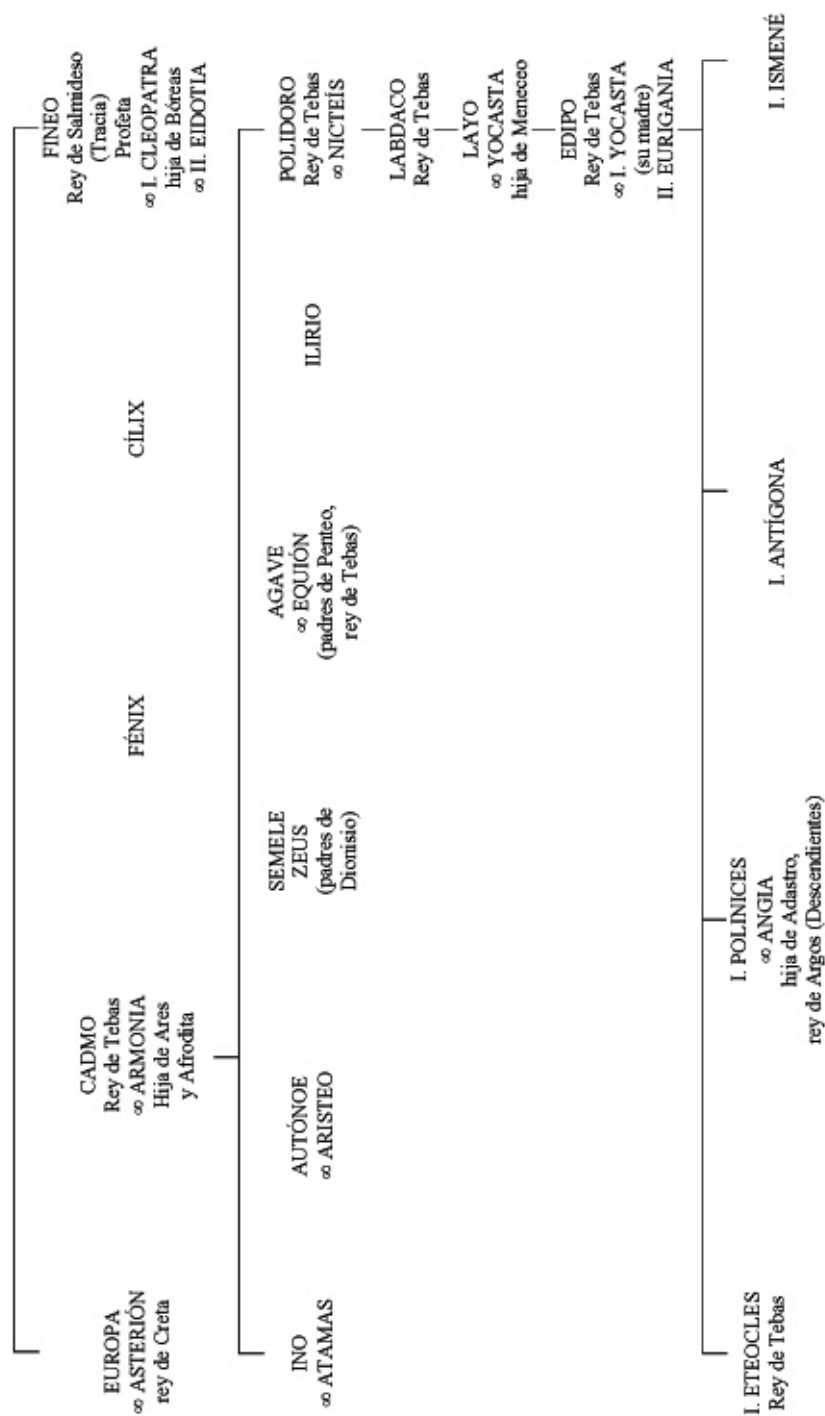 EUROPA
∞ ASTERIÓN
rey de Creta
CADMO
Rey de Tebas
∞ ARMONIA
Hija de Ares
y Afrodita
FÉNIX
CÍLIX
FINEO
Rey de Salmideso
(Tracia)
Profeta
∞ I. CLEOPATRA
hija de Bóreas
∞ II. EIDOTIA
INO
∞ ATAMAS
AUTÓNOE
∞ ARISTEO
SEMELE
ZEUS
(padres de
Dionisio)
AGAVE
∞ EQUIÓN
(padres de Penteo,
rey de Tebas)
ILIRIO
POLIDORO
Rey de Tebas
∞ NICTEÍS
LABDACO
Rey de Tebas
LAYO
∞ YOCASTA
hija de Meneceo
EDIPO
Rey de Tebas
∞ I. YOCASTA
(su madre)
II. EURIGANIA
I. ETEOCLES
Rey de Tebas
I. POLINICES
∞ ANGIA
hija de Adastro,
rey de Argos (Descendientes)
I. ANTÍGONA
I. ISMENÉ